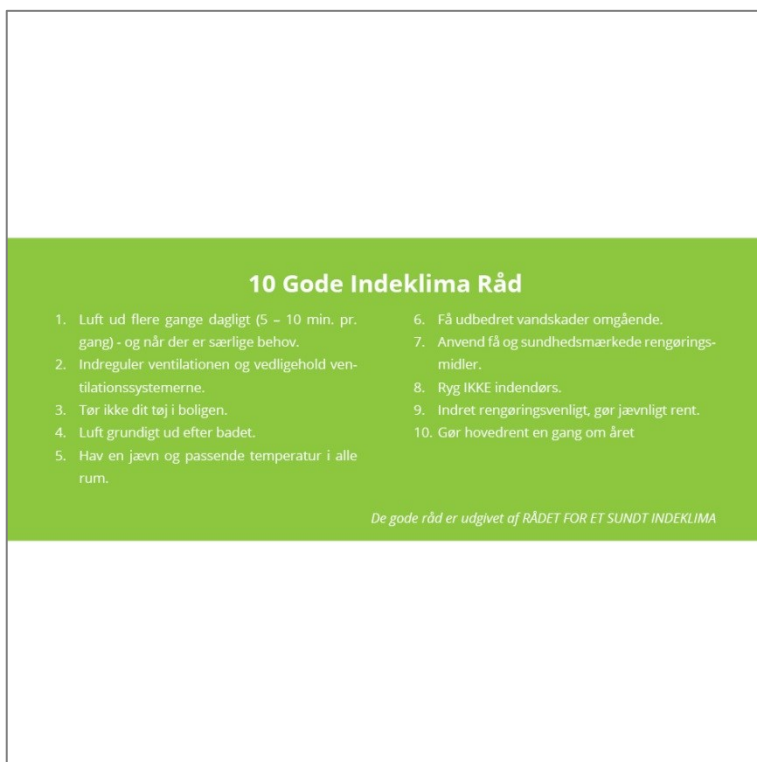 10 Gode Indeklima Råd
1. Luft ud flere gange dagligt (5 – 10 min. pr.
gang) - og når der er særlige behov.
2. Indreguler ventilationen og vedligehold ven-
tilationssystemerne.
3. Tør ikke dit tøj i boligen.
4. Luft grundigt ud efter badet.
5. Hav en jævn og passende temperatur i alle
rum.
6. Få udbedret vandskader omgående.
7. Anvend få og sundhedsmærkede rengørings-
midler.
8. Ryg IKKE indendørs.
9. Indret rengøringsvenligt, gør jævnligt rent.
10. Gør hovedrent en gang om året
De gode råd er udgivet af RÅDET FOR ET SUNDT INDEKLIMA